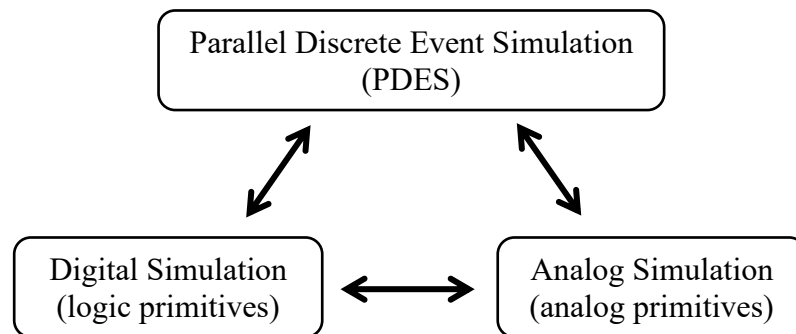 Parallel Discrete Event Simulation
(PDES)
Digital Simulation
(logic primitives)
Analog Simulation
(analog primitives)